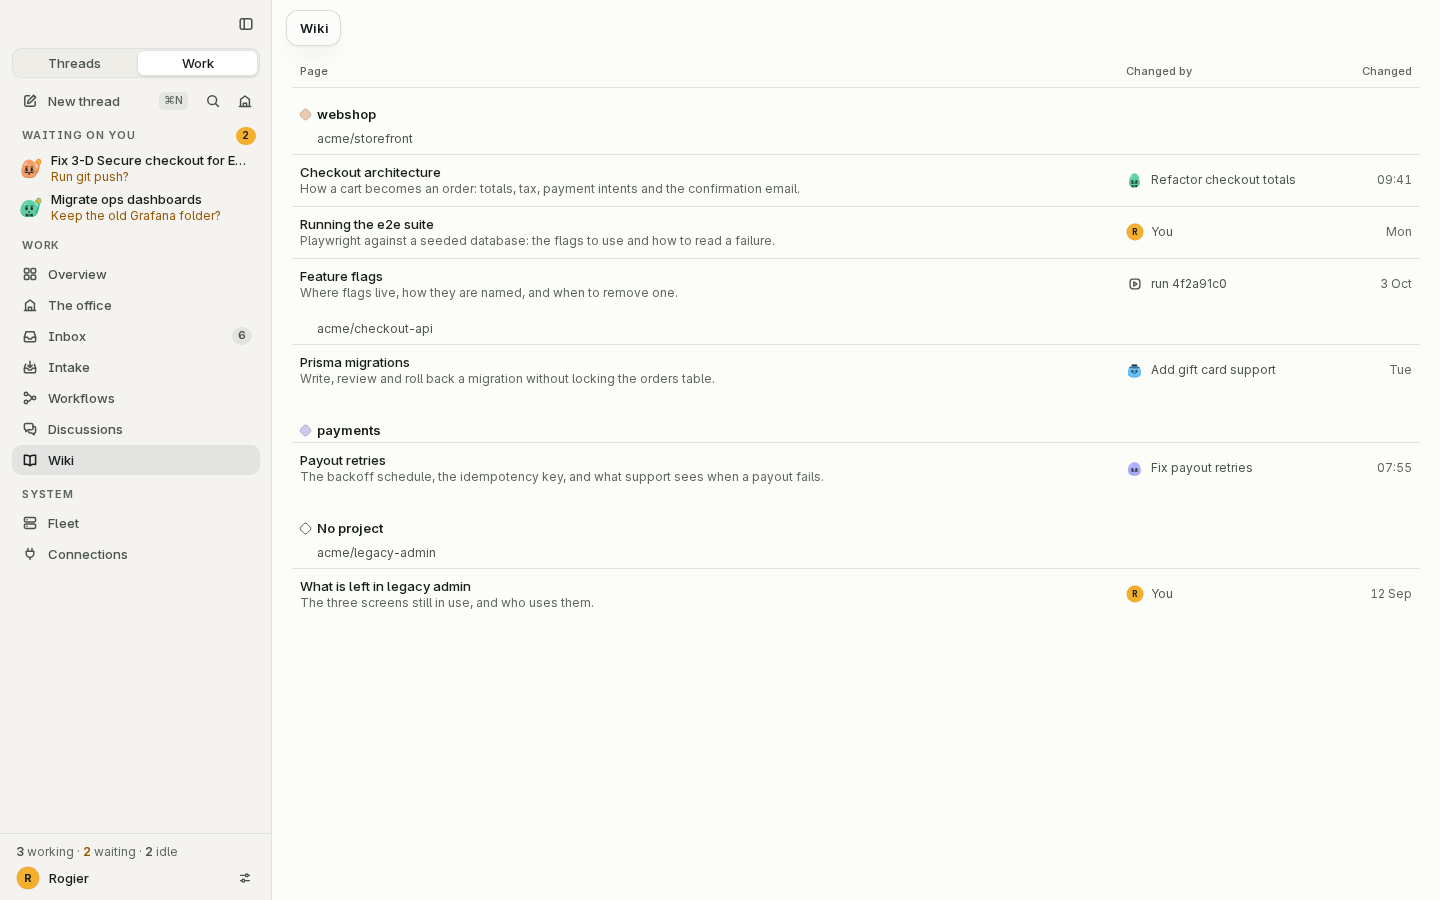 Threads
Work
New thread
⌘N
WAITING ON YOU
2
Fix 3-D Secure checkout for E…
Run git push?
Migrate ops dashboards
Keep the old Grafana folder?
WORK
Overview
The office
Inbox
6
Intake
Workflows
Discussions
Wiki
SYSTEM
Fleet
Connections
3 working · 2 waiting · 2 idle
R
Rogier
Wiki
Page
Changed by
Changed
webshop
acme/storefront
Checkout architecture
How a cart becomes an order: totals, tax, payment intents and the confirmation email.
Refactor checkout totals
09:41
Running the e2e suite
Playwright against a seeded database: the flags to use and how to read a failure.
R
You
Mon
Feature flags
Where flags live, how they are named, and when to remove one.
run 4f2a91c0
3 Oct
acme/checkout-api
Prisma migrations
Write, review and roll back a migration without locking the orders table.
Add gift card support
Tue
payments
Payout retries
The backoff schedule, the idempotency key, and what support sees when a payout fails.
Fix payout retries
07:55
No project
acme/legacy-admin
What is left in legacy admin
The three screens still in use, and who uses them.
R
You
12 Sep